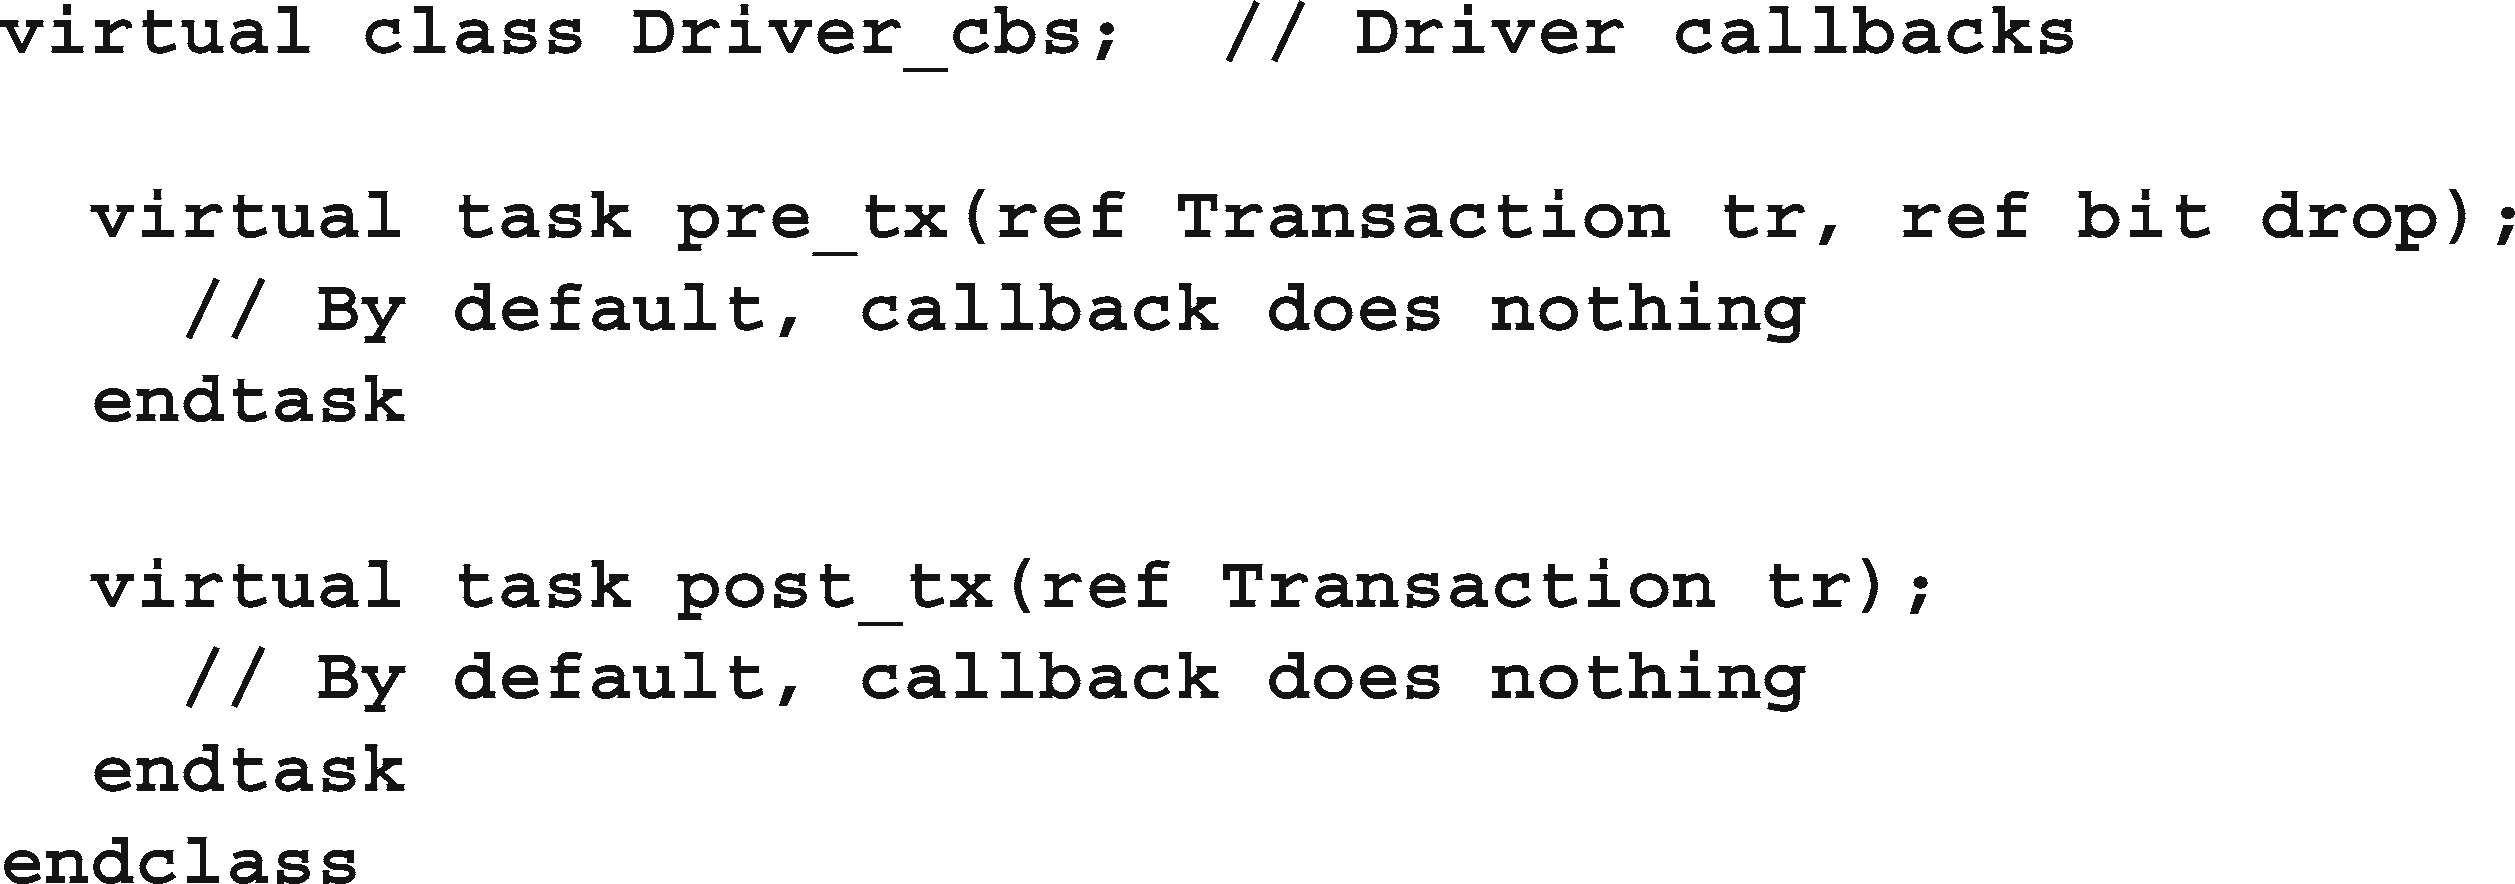 virtual class Driver_cbs;  // Driver callbacks

  virtual task pre_tx(ref Transaction tr, ref bit drop);
    // By default, callback does nothing
  endtask

  virtual task post_tx(ref Transaction tr);
    // By default, callback does nothing
  endtask
endclass